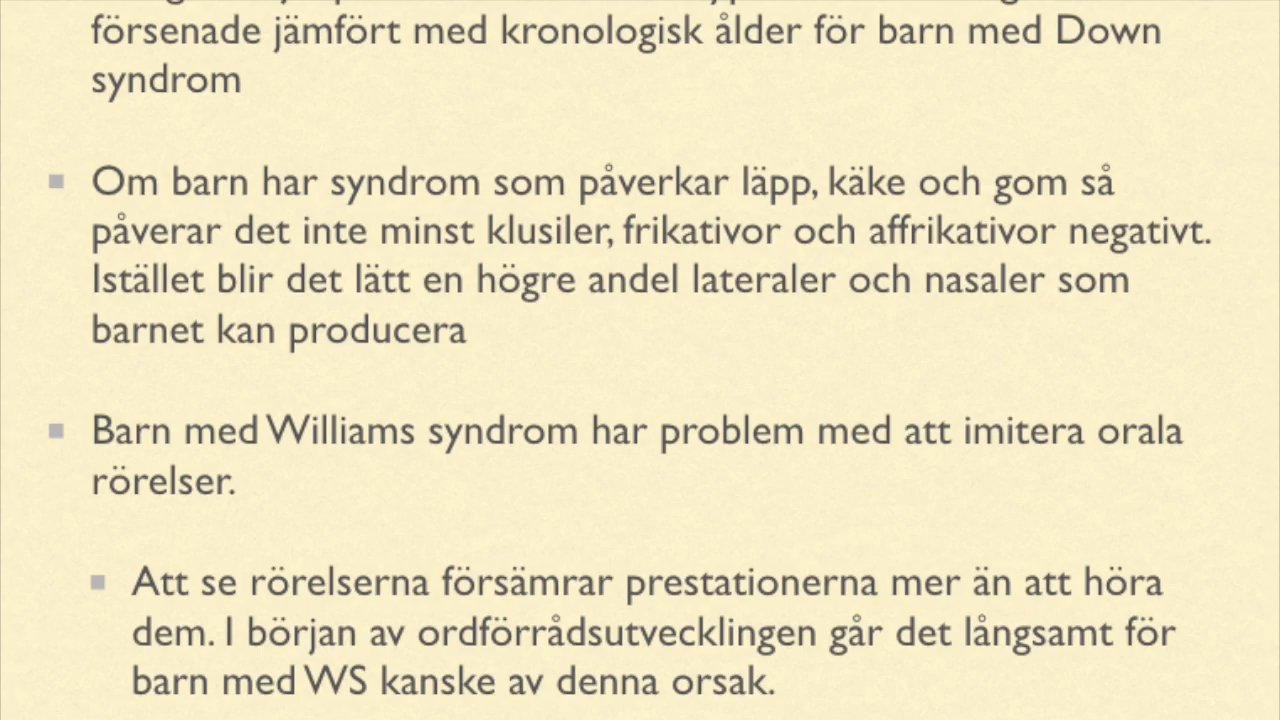 försenade jämfört med kronologisk ålder för barn med Down
syndrom
Om barn har syndrom som påverkar läpp, käke och gom så
påverar det inte minst klusiler, frikativor och affrikativor negativt.
Istället blir det lätt en högre andel lateraler och nasaler som
barnet kan producera
Barn med Williams syndrom har problem med att imitera orala
rörelser.
Att se rörelserna försämrar prestationerna mer än att höra
dem. I början av ordförrådsutvecklingen går det långsamt för
barn med WS kanske av denna orsak.